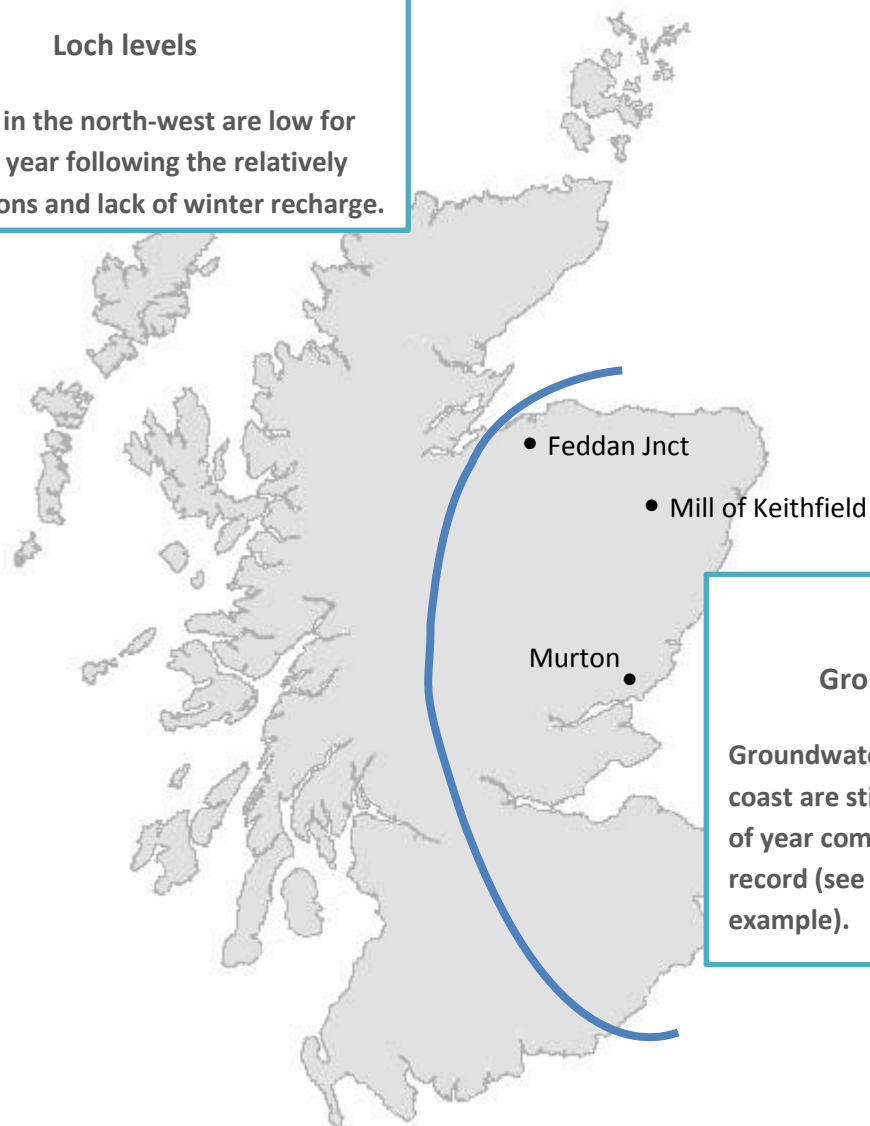 Loch levels
in the north-west are low for
year following the relatively
ons and lack of winter recharge.
Feddan Jnct
Mill of Keithfield
Murton
Gro
Groundwate
coast are sti
of year com
record (see
example).